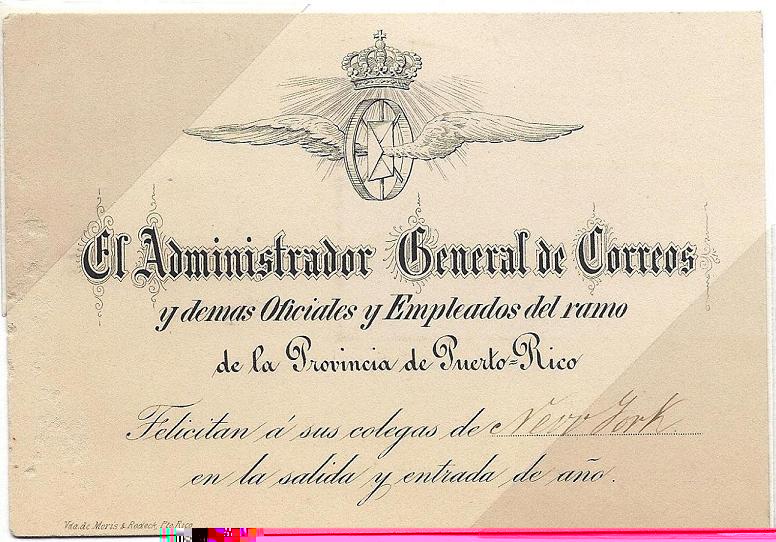 El Administrador General de Correos
y demas Oficiales y Empleados del ramo
de la Provincia de Puerto=Rico
Felicitan á sus colegas de New York
en la salida y entrada de año.
Vda. de Moris & Rodeck, Pto Rico